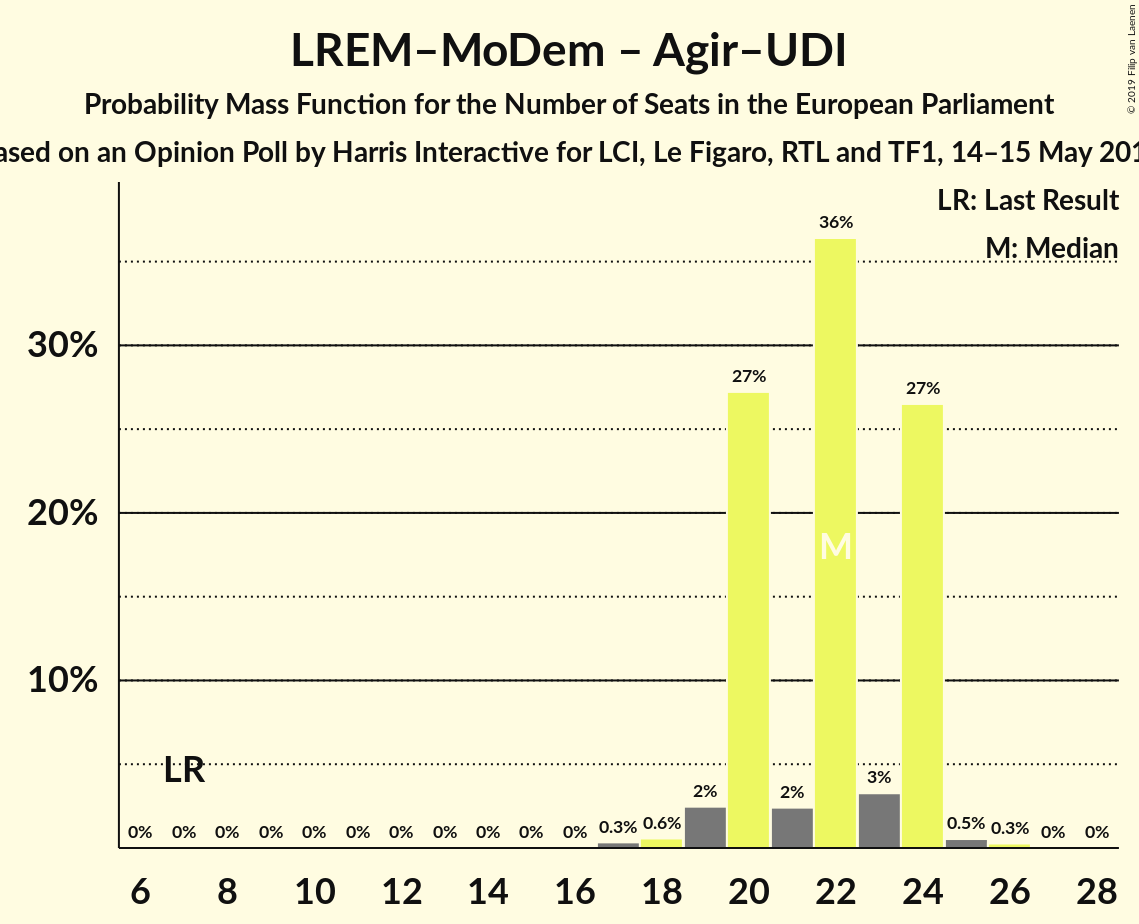 LREM–MoDem – Agir–UDI
Probability Mass Function for the Number of Seats in the European Parliament
on an Opinion Poll by Harris Interactive for LCI, Le Figaro, RTL and TF1, 14–15 May
© 2019 Filip van Laenen
LR: Last Result
M: Median
36%
30%
27%
27%
20%
M
10%
LR
3%
2%
2%
0% 0% 0% 0% 0% 0% 0% 0% 0% 0% 0% 0.3% 0.6% 0.5% 0.3% 0% 0%
6 8 10 12 14 16 18 20 22 24 26 28